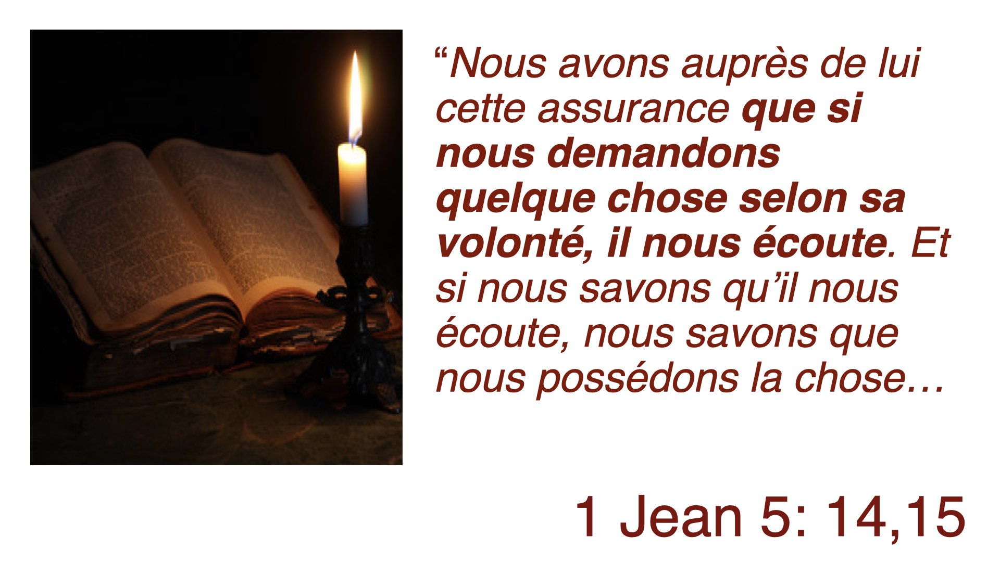 “Nous avons auprès de lui
cette assurance que si
nous demandons
quelque chose selon sa
volonté, il nous écoute. Et
si nous savons qu’il nous
écoute, nous savons que
nous possédons la chose…
1 Jean 5: 14,15